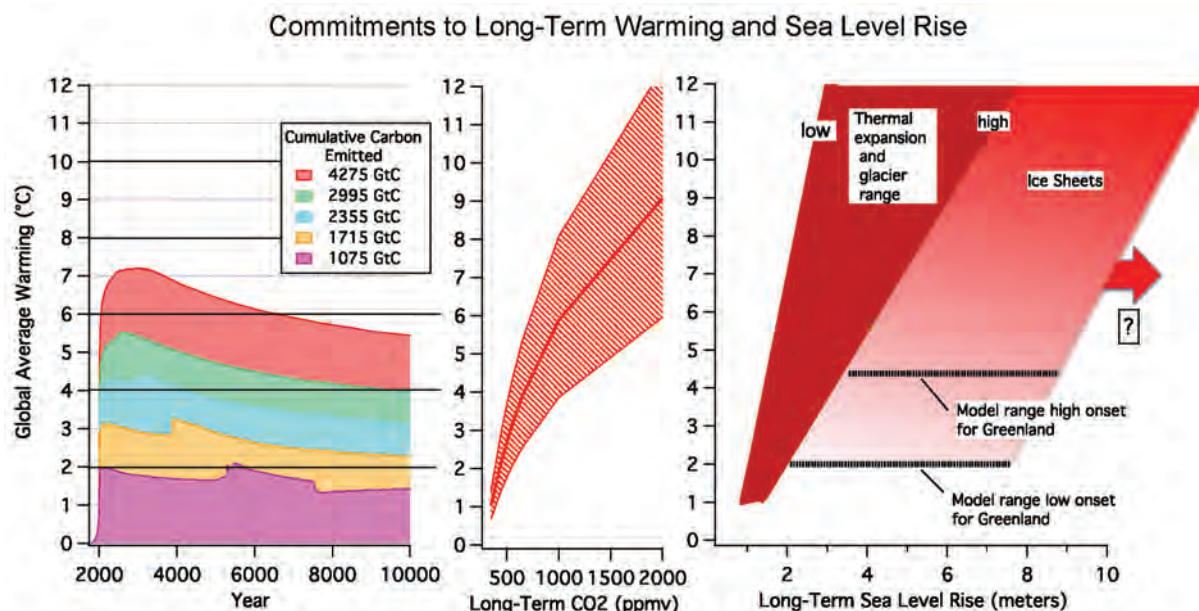 Commitments to Long-Term Warming and Sea Level Rise
12
11
10
9
8
7
6
5
4
3
2
1
0
Global Average Warming (°C)
Cumulative Carbon
Emitted
4275 GtC
2995 GtC
2355 GtC
1715 GtC
1075 GtC
2000 4000 6000 8000 10000
Year
12
11
10
9
8
7
6
5
4
3
2
1
0
500 1000 1500 2000
Long-Term CO2 (ppmv)
12
11
10
9
8
7
6
5
4
3
2
1
0
low
Thermal
expansion
and
glacier
range
high
Ice Sheets
?
Model range high onset
for Greenland
Model range low onset
for Greenland
2 4 6 8 10
Long-Term Sea Level Rise (meters)